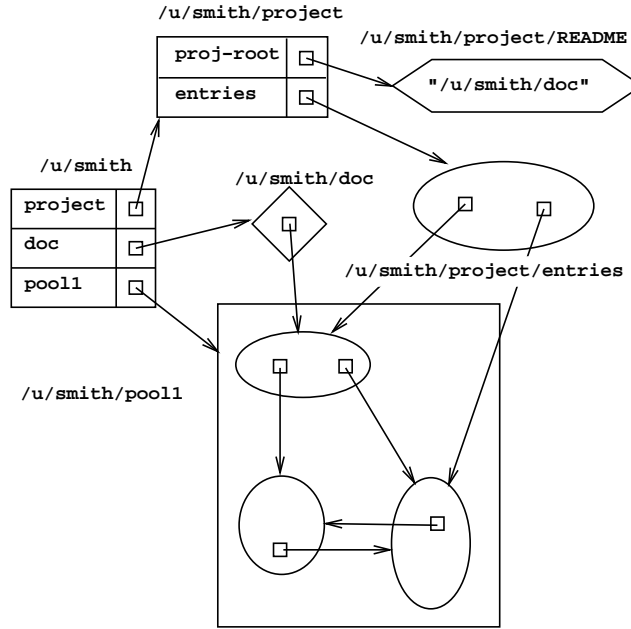 /u/smith/project
/u/smith/project/README
proj-root
"/u/smith/doc"
entries
/u/smith
/u/smith/doc
project
doc
/u/smith/project/entries
pool1
/u/smith/pool1